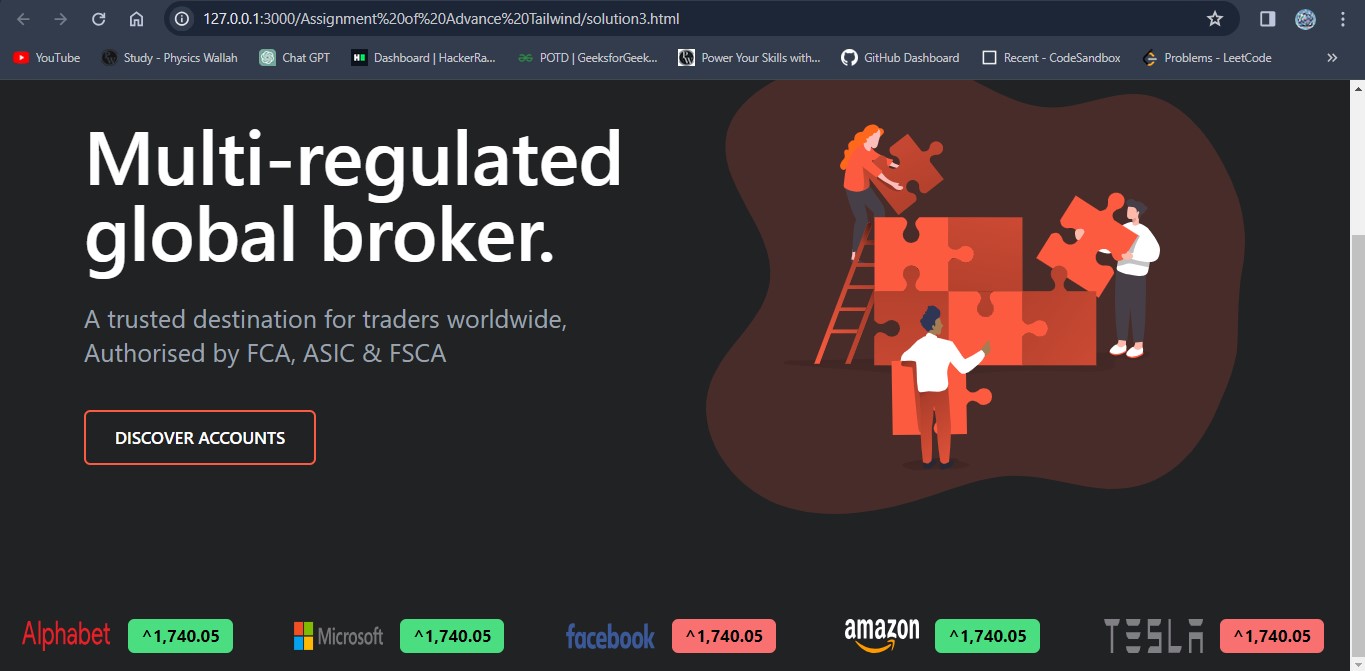 127.0.0.1:3000/Assignment%20of%20Advance%20Tailwind/solution3.html
YouTube Study - Physics Wallah Chat GPT Dashboard | HackerRa... POTD | GeeksforGeek... Power Your Skills with... GitHub Dashboard Recent - CodeSandbox Problems - LeetCode »
Multi-regulated
global broker.
A trusted destination for traders worldwide,
Authorised by FCA, ASIC & FSCA
DISCOVER ACCOUNTS
Alphabet ^1,740.05 Microsoft ^1,740.05 facebook ^1,740.05 amazon ^1,740.05 TESLA ^1,740.05